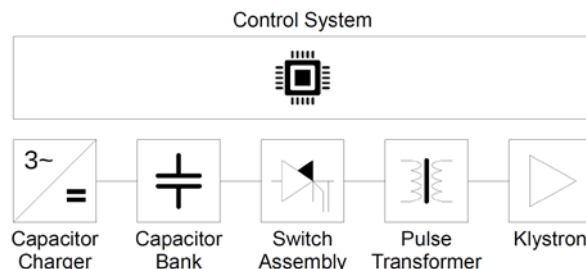 Control System
3~
=
Capacitor
Charger
Capacitor
Bank
Switch
Assembly
Pulse
Transformer
Klystron